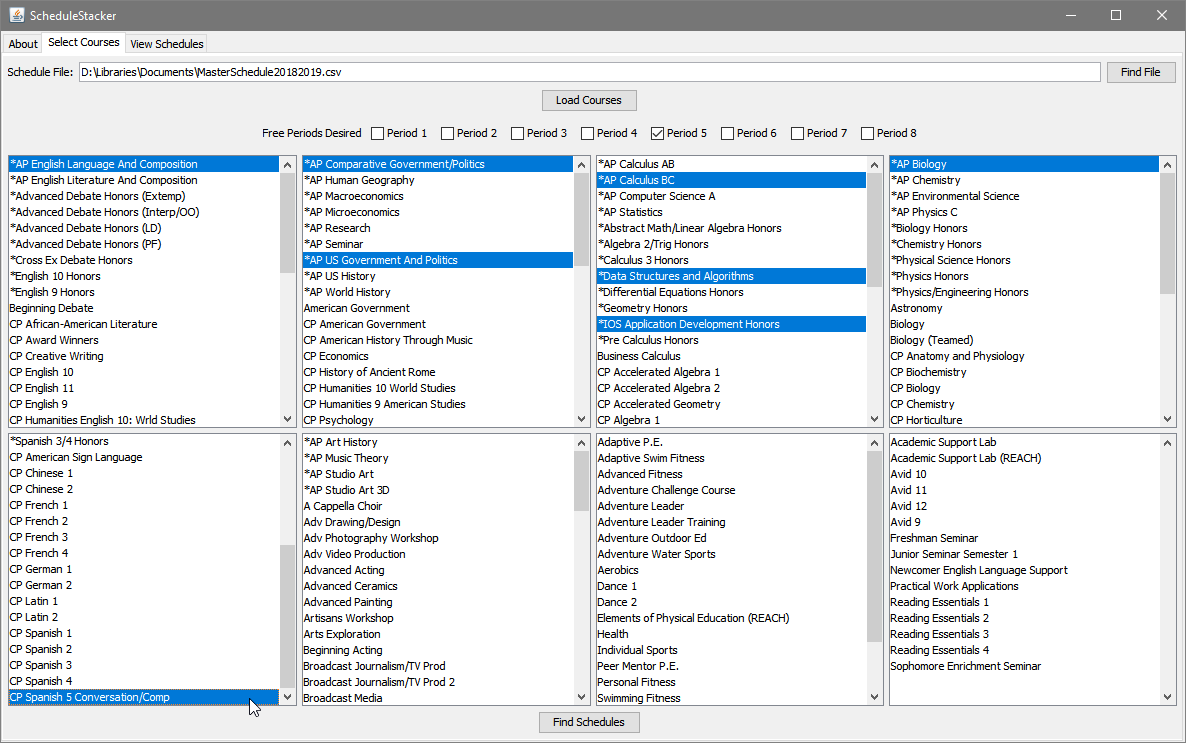 ScheduleStacker
About Select Courses View Schedules
Schedule File: D:\Libraries\Documents\MasterSchedule20182019.csv Find File
Load Courses
Free Periods Desired Period 1 Period 2 Period 3 Period 4 Period 5 Period 6 Period 7 Period 8
*AP English Language And Composition
*AP English Literature And Composition
*Advanced Debate Honors (Extemp)
*Advanced Debate Honors (Interp/OO)
*Advanced Debate Honors (LD)
*Advanced Debate Honors (PF)
*Cross Ex Debate Honors
*English 10 Honors
*English 9 Honors
Beginning Debate
CP African-American Literature
CP Award Winners
CP Creative Writing
CP English 10
CP English 11
CP English 9
CP Humanities English 10: Wrld Studies
*AP Comparative Government/Politics
*AP Human Geography
*AP Macroeconomics
*AP Microeconomics
*AP Research
*AP Seminar
*AP US Government And Politics
*AP US History
*AP World History
American Government
CP American Government
CP American History Through Music
CP Economics
CP History of Ancient Rome
CP Humanities 10 World Studies
CP Humanities 9 American Studies
CP Psychology
*AP Calculus AB
*AP Calculus BC
*AP Computer Science A
*AP Statistics
*Abstract Math/Linear Algebra Honors
*Algebra 2/Trig Honors
*Calculus 3 Honors
*Data Structures and Algorithms
*Differential Equations Honors
*Geometry Honors
*IOS Application Development Honors
*Pre Calculus Honors
Business Calculus
CP Accelerated Algebra 1
CP Accelerated Algebra 2
CP Accelerated Geometry
CP Algebra 1
*AP Biology
*AP Chemistry
*AP Environmental Science
*AP Physics C
*Biology Honors
*Chemistry Honors
*Physical Science Honors
*Physics Honors
*Physics/Engineering Honors
Astronomy
Biology
Biology (Teamed)
CP Anatomy and Physiology
CP Biochemistry
CP Biology
CP Chemistry
CP Horticulture
*Spanish 3/4 Honors
CP American Sign Language
CP Chinese 1
CP Chinese 2
CP French 1
CP French 2
CP French 3
CP French 4
CP German 1
CP German 2
CP Latin 1
CP Latin 2
CP Spanish 1
CP Spanish 2
CP Spanish 3
CP Spanish 4
CP Spanish 5 Conversation/Comp
*AP Art History
*AP Music Theory
*AP Studio Art
*AP Studio Art 3D
A Cappella Choir
Adv Drawing/Design
Adv Photography Workshop
Adv Video Production
Advanced Acting
Advanced Ceramics
Advanced Painting
Artisans Workshop
Arts Exploration
Beginning Acting
Broadcast Journalism/TV Prod
Broadcast Journalism/TV Prod 2
Broadcast Media
Adaptive P.E.
Adaptive Swim Fitness
Advanced Fitness
Adventure Challenge Course
Adventure Leader
Adventure Leader Training
Adventure Outdoor Ed
Adventure Water Sports
Aerobics
Dance 1
Dance 2
Elements of Physical Education (REACH)
Health
Individual Sports
Peer Mentor P.E.
Personal Fitness
Swimming Fitness
Academic Support Lab
Academic Support Lab (REACH)
Avid 10
Avid 11
Avid 12
Avid 9
Freshman Seminar
Junior Seminar Semester 1
Newcomer English Language Support
Practical Work Applications
Reading Essentials 1
Reading Essentials 2
Reading Essentials 3
Reading Essentials 4
Sophomore Enrichment Seminar
Find Schedules